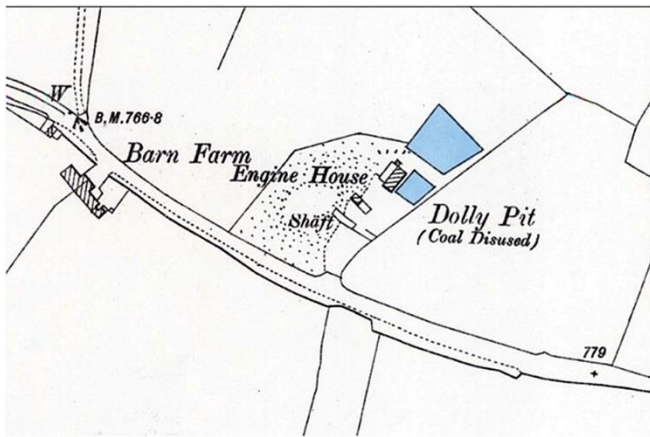 W
B.M. 766·8
Barn Farm
Engine House
Shaft
Dolly Pit
(Coal Disused)
779